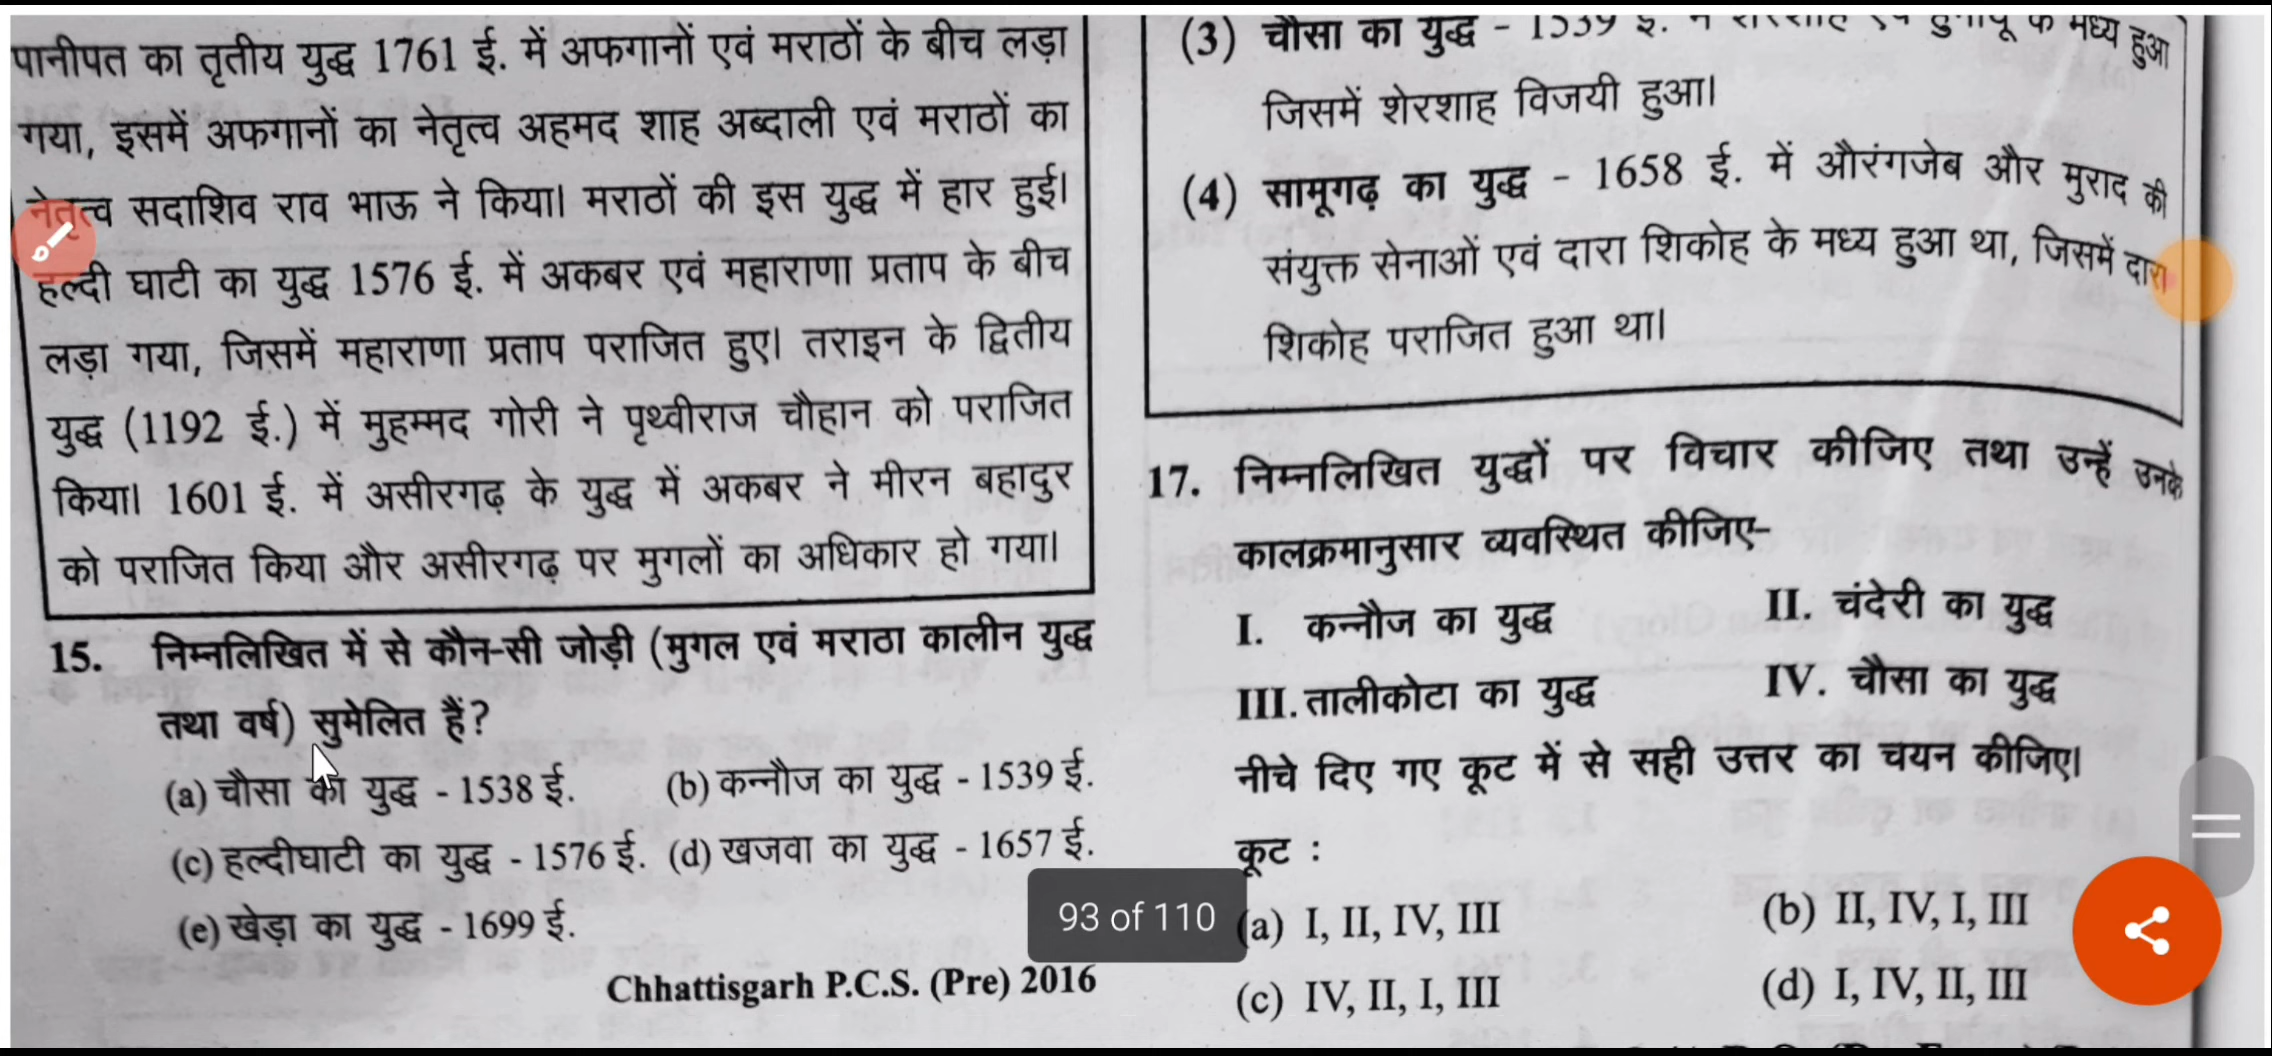 पानीपत का तृतीय युद्ध 1761 ई. में अफगानों एवं मराठों के बीच लड़ा
गया, इसमें अफगानों का नेतृत्व अहमद शाह अब्दाली एवं मराठों का
नेतृत्व सदाशिव राव भाऊ ने किया। मराठों की इस युद्ध में हार हुई।
हल्दी घाटी का युद्ध 1576 ई. में अकबर एवं महाराणा प्रताप के बीच
लड़ा गया, जिसमें महाराणा प्रताप पराजित हुए। तराइन के द्वितीय
युद्ध (1192 ई.) में मुहम्मद गोरी ने पृथ्वीराज चौहान को पराजित
किया। 1601 ई. में असीरगढ़ के युद्ध में अकबर ने मीरन बहादुर
को पराजित किया और असीरगढ़ पर मुगलों का अधिकार हो गया।
15. निम्नलिखित में से कौन-सी जोड़ी (मुगल एवं मराठा कालीन युद्ध
तथा वर्ष) सुमेलित हैं?
(a) चौसा का युद्ध - 1538 ई. (b) कन्नौज का युद्ध - 1539 ई.
(c) हल्दीघाटी का युद्ध - 1576 ई. (d) खजवा का युद्ध - 1657 ई.
(e) खेड़ा का युद्ध - 1699 ई.
Chhattisgarh P.C.S. (Pre) 2016
(3) चौसा का युद्ध - 1539 ई. में शेरशाह एवं हुमायू के मध्य हुआ
जिसमें शेरशाह विजयी हुआ।
(4) सामूगढ़ का युद्ध - 1658 ई. में औरंगजेब और मुराद की
संयुक्त सेनाओं एवं दारा शिकोह के मध्य हुआ था, जिसमें दारा
शिकोह पराजित हुआ था।
17. निम्नलिखित युद्धों पर विचार कीजिए तथा उन्हें उनके
कालक्रमानुसार व्यवस्थित कीजिए-
I. कन्नौज का युद्ध II. चंदेरी का युद्ध
III. तालीकोटा का युद्ध IV. चौसा का युद्ध
नीचे दिए गए कूट में से सही उत्तर का चयन कीजिए।
कूट :
(a) I, II, IV, III (b) II, IV, I, III
(c) IV, II, I, III (d) I, IV, II, III
93 of 110